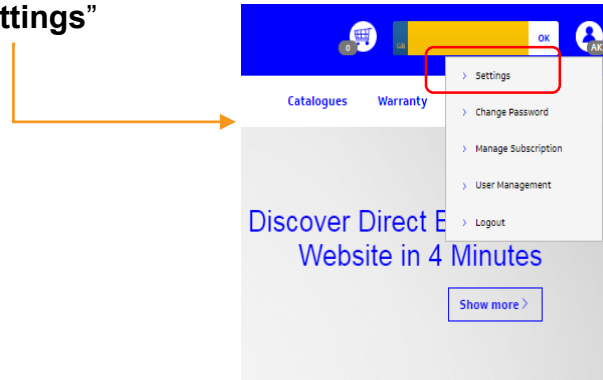 ttings”
0
GB
OK
AK
Settings
Catalogues Warranty
Change Password
Manage Subscription
User Management
Logout
Discover Direct E
Website in 4 Minutes
Show more